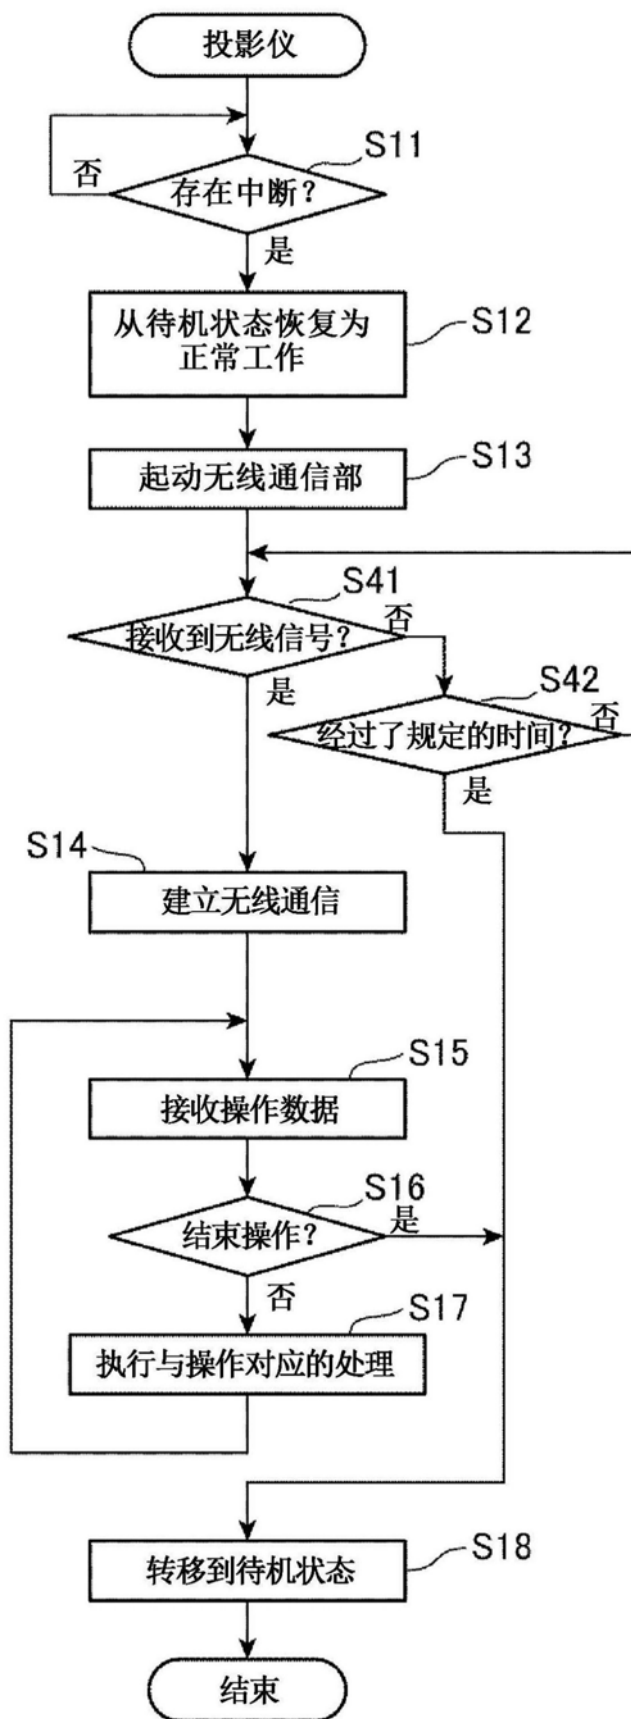 投影仪
S11
否
存在中断?
是
从待机状态恢复为
正常工作
S12
起动无线通信部
S13
S41
接收到无线信号?
否
是
S42
经过了规定的时间?
否
是
S14
建立无线通信
S15
接收操作数据
S16
结束操作?
是
否
S17
执行与操作对应的处理
转移到待机状态
S18
结束